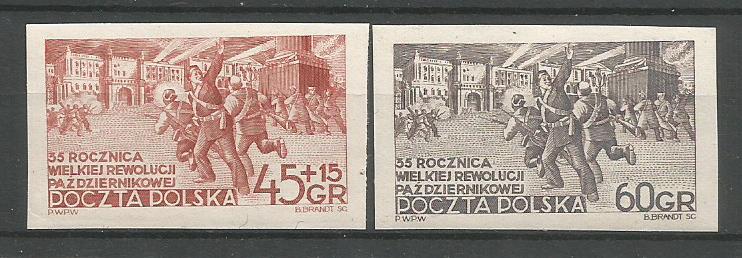 35 ROCZNICA
WIELKIEJ REWOLUCJI
PAŹDZIERNIKOWEJ
POCZTA POLSKA
45+15
GR
P.W.P.W.
B.BRANDT SC.
35 ROCZNICA
WIELKIEJ REWOLUCJI
PAŹDZIERNIKOWEJ
POCZTA POLSKA
60GR
P.W.P.W
B.BRANDT SC.